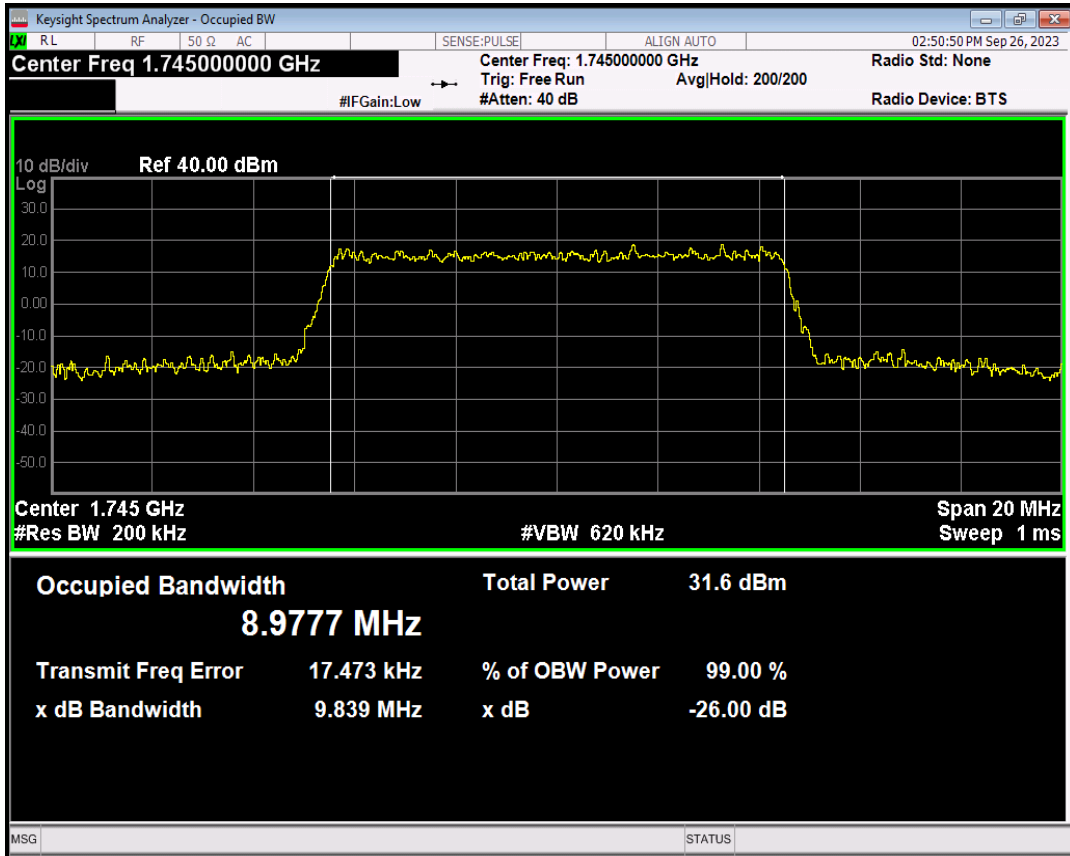 Keysight Spectrum Analyzer - Occupied BW
LXI RL RF 50 Ω AC SENSE:PULSE ALIGN AUTO 02:50:50 PM Sep 26, 2023
Center Freq 1.745000000 GHz Center Freq: 1.745000000 GHz Radio Std: None
Trig: Free Run Avg|Hold: 200/200
#IFGain:Low #Atten: 40 dB Radio Device: BTS
10 dB/div Ref 40.00 dBm
Log
30.0
20.0
10.0
0.00
-10.0
-20.0
-30.0
-40.0
-50.0
Center 1.745 GHz Span 20 MHz
#Res BW 200 kHz #VBW 620 kHz Sweep 1 ms
Occupied Bandwidth Total Power 31.6 dBm
8.9777 MHz
Transmit Freq Error 17.473 kHz % of OBW Power 99.00 %
x dB Bandwidth 9.839 MHz x dB -26.00 dB
MSG STATUS